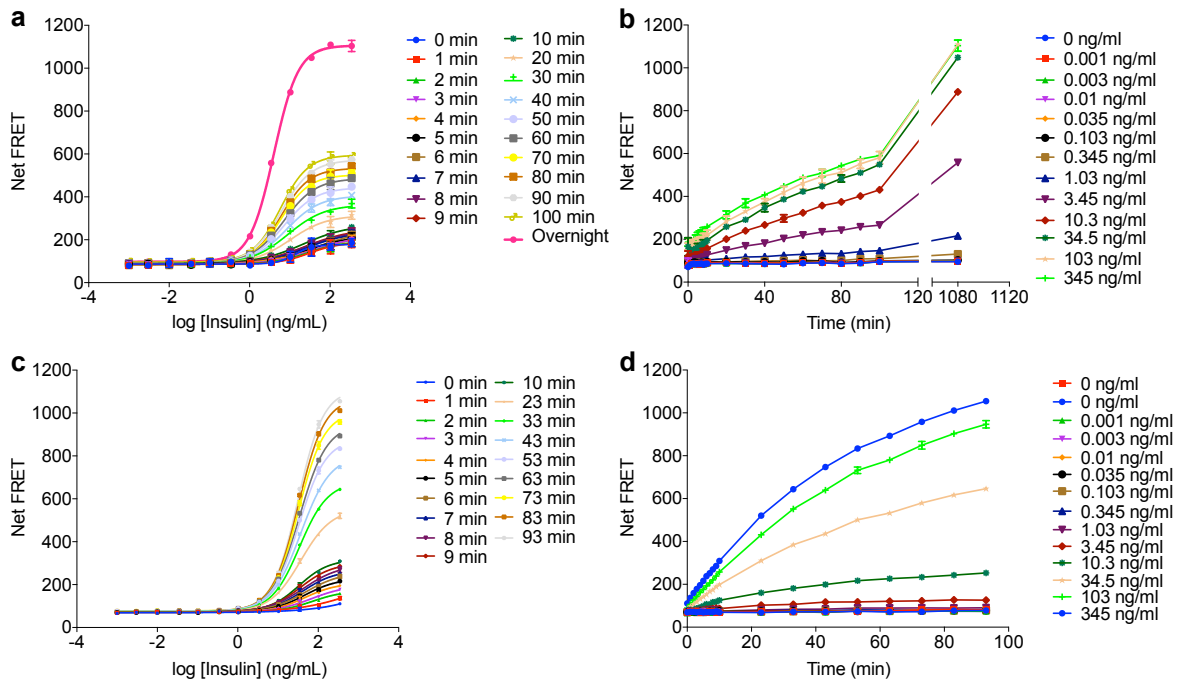 a
1200
1000
800
600
400
200
0
-4
-2
0
2
4
Net FRET
log [Insulin] (ng/mL)
0 min
1 min
2 min
3 min
4 min
5 min
6 min
7 min
8 min
9 min
10 min
20 min
30 min
40 min
50 min
60 min
70 min
80 min
90 min
100 min
Overnight
b
1200
1000
800
600
400
200
0
0
40
80
120
1080
1120
Net FRET
Time (min)
0 ng/ml
0.001 ng/ml
0.003 ng/ml
0.01 ng/ml
0.035 ng/ml
0.103 ng/ml
0.345 ng/ml
1.03 ng/ml
3.45 ng/ml
10.3 ng/ml
34.5 ng/ml
103 ng/ml
345 ng/ml
c
1200
1000
800
600
400
200
0
-4
-2
0
2
4
Net FRET
log [Insulin] (ng/mL)
0 min
1 min
2 min
3 min
4 min
5 min
6 min
7 min
8 min
9 min
10 min
23 min
33 min
43 min
53 min
63 min
73 min
83 min
93 min
d
1200
1000
800
600
400
200
0
0
20
40
60
80
100
Net FRET
Time (min)
0 ng/ml
0 ng/ml
0.001 ng/ml
0.003 ng/ml
0.01 ng/ml
0.035 ng/ml
0.103 ng/ml
0.345 ng/ml
1.03 ng/ml
3.45 ng/ml
10.3 ng/ml
34.5 ng/ml
103 ng/ml
345 ng/ml